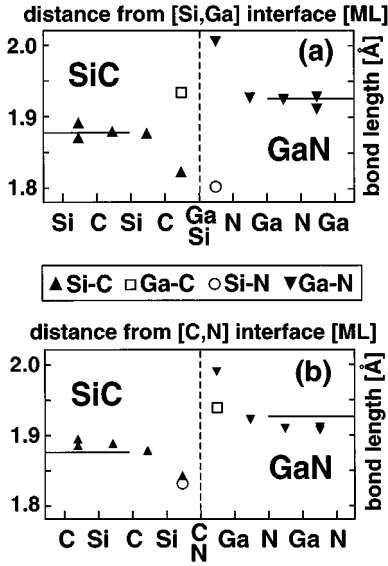 distance from [Si,Ga] interface [ML]
2.0
1.9
1.8
SiC
(a)
GaN
bond length [Å]
Si C Si C Ga Si N Ga N Ga
▲Si-C □Ga-C ○Si-N ▼Ga-N
distance from [C,N] interface [ML]
2.0
1.9
1.8
SiC
(b)
GaN
bond length [Å]
C Si C Si C N Ga N Ga N